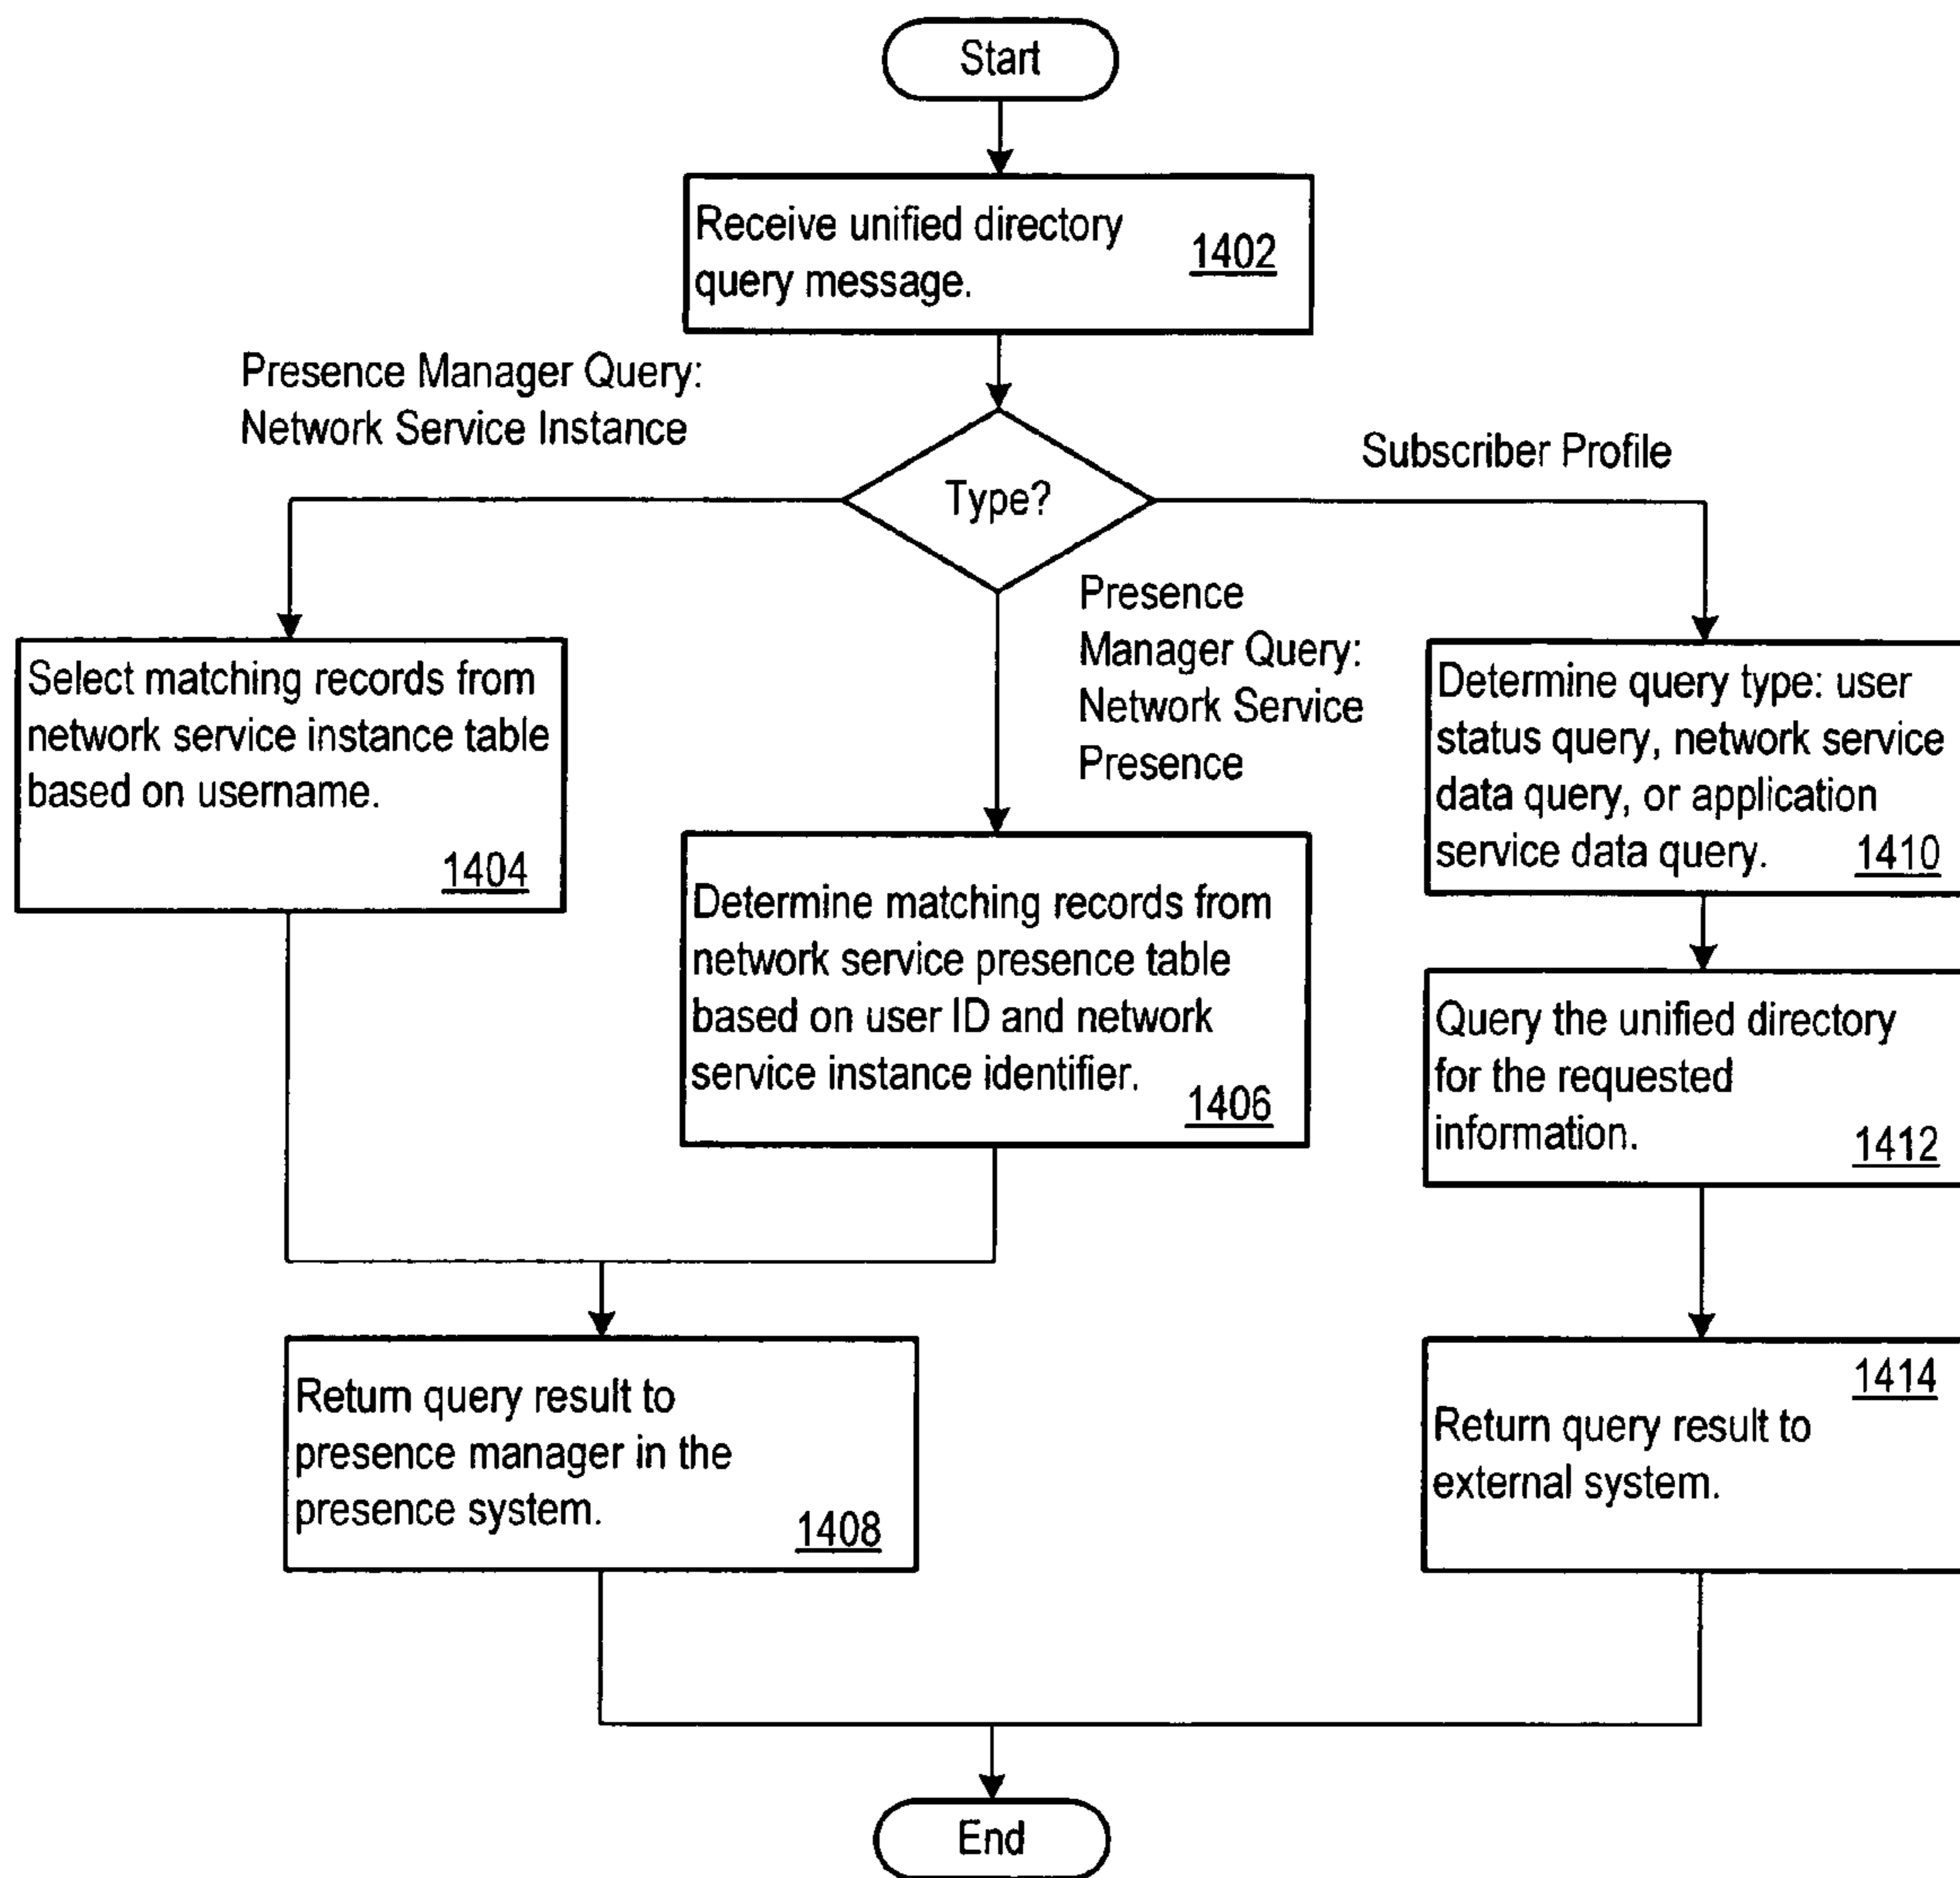 Start
Receive unified directory
query message.
1402
Presence Manager Query:
Network Service Instance
Type?
Subscriber Profile
Presence
Manager Query:
Network Service
Presence
Select matching records from
network service instance table
based on username.
1404
Determine matching records from
network service presence table
based on user ID and network
service instance identifier.
1406
Determine query type: user
status query, network service
data query, or application
service data query.
1410
Query the unified directory
for the requested
information.
1412
Return query result to
presence manager in the
presence system.
1408
1414
Return query result to
external system.
End